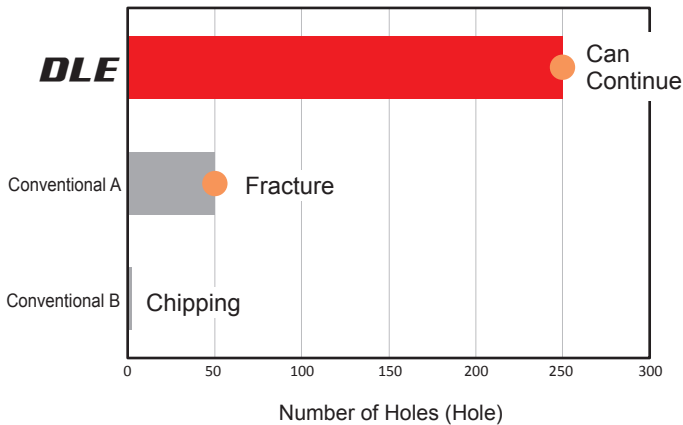 DLE
Can
Continue
Conventional A
Fracture
Conventional B
Chipping
0 50 100 150 200 250 300
Number of Holes (Hole)